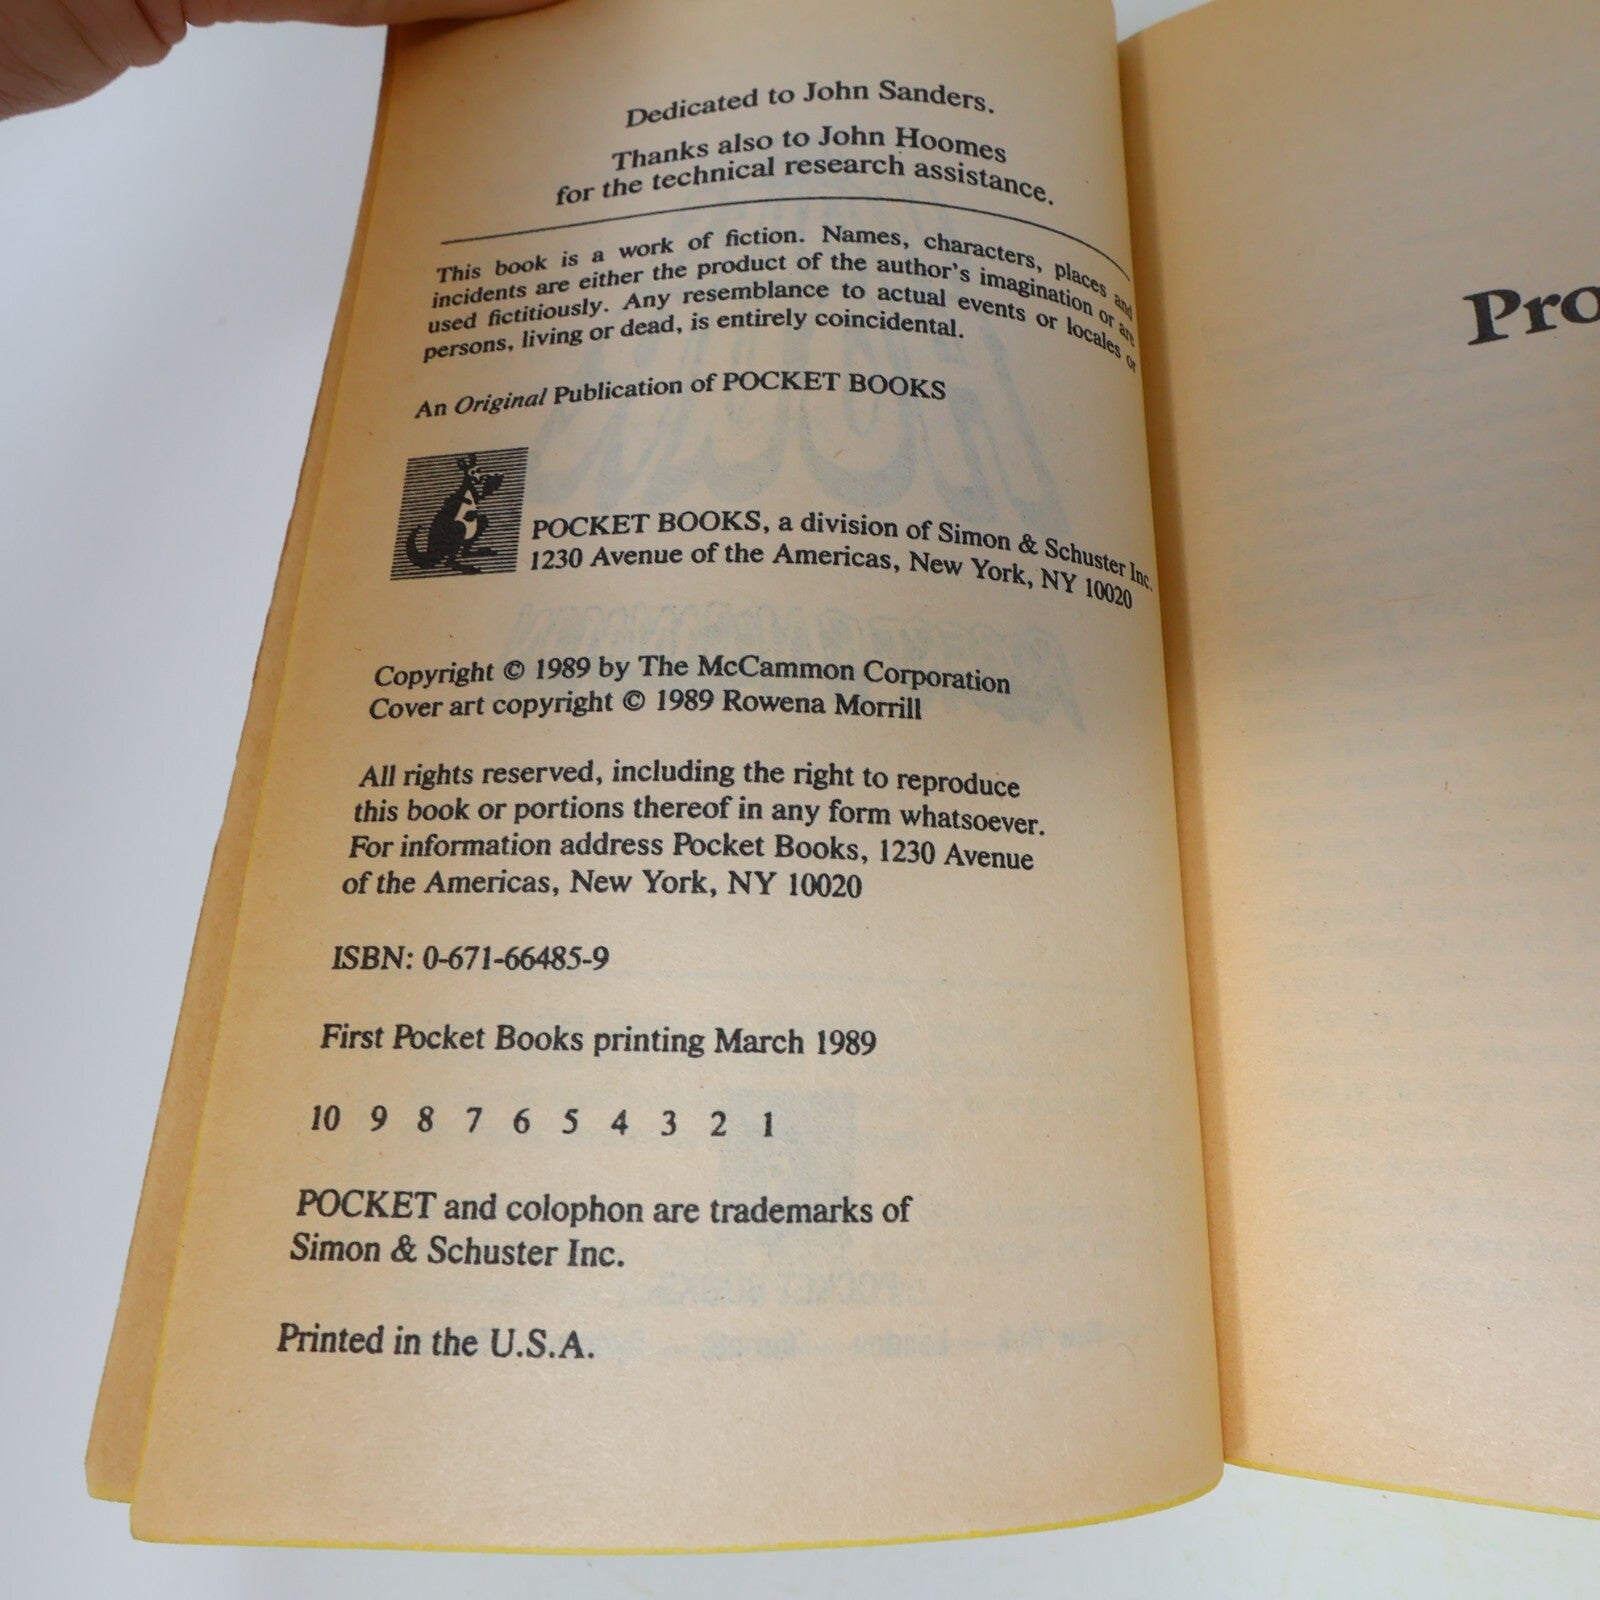 Dedicated to John Sanders.
Thanks also to John Hoomes
for the technical research assistance.
This book is a work of fiction. Names, characters, places and
incidents are either the product of the author's imagination or are
used fictitiously. Any resemblance to actual events or locales or
persons, living or dead, is entirely coincidental.
An Original Publication of POCKET BOOKS
POCKET BOOKS, a division of Simon & Schuster Inc.
1230 Avenue of the Americas, New York, NY 10020
Copyright © 1989 by The McCammon Corporation
Cover art copyright © 1989 Rowena Morrill
All rights reserved, including the right to reproduce
this book or portions thereof in any form whatsoever.
For information address Pocket Books, 1230 Avenue
of the Americas, New York, NY 10020
ISBN: 0-671-66485-9
First Pocket Books printing March 1989
10 9 8 7 6 5 4 3 2 1
POCKET and colophon are trademarks of
Simon & Schuster Inc.
Printed in the U.S.A.
Pro